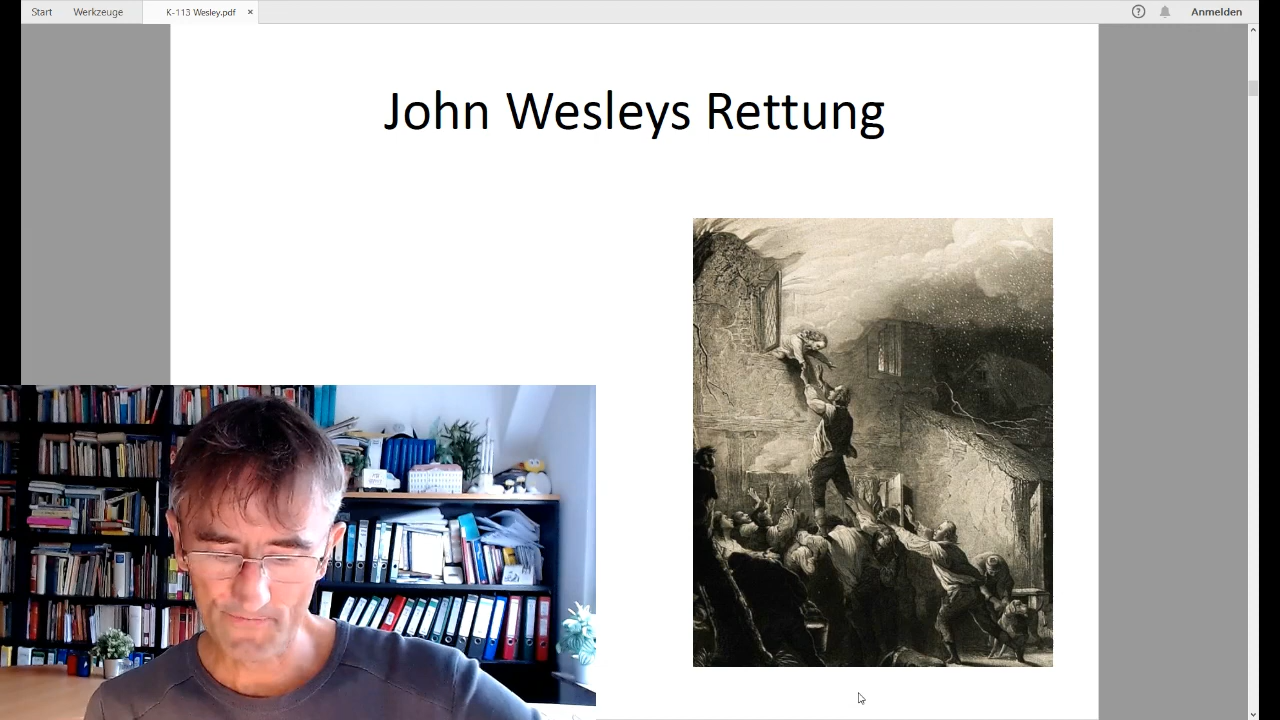 Start Werkzeuge K-113 Wesley.pdf × Anmelden
John Wesleys Rettung